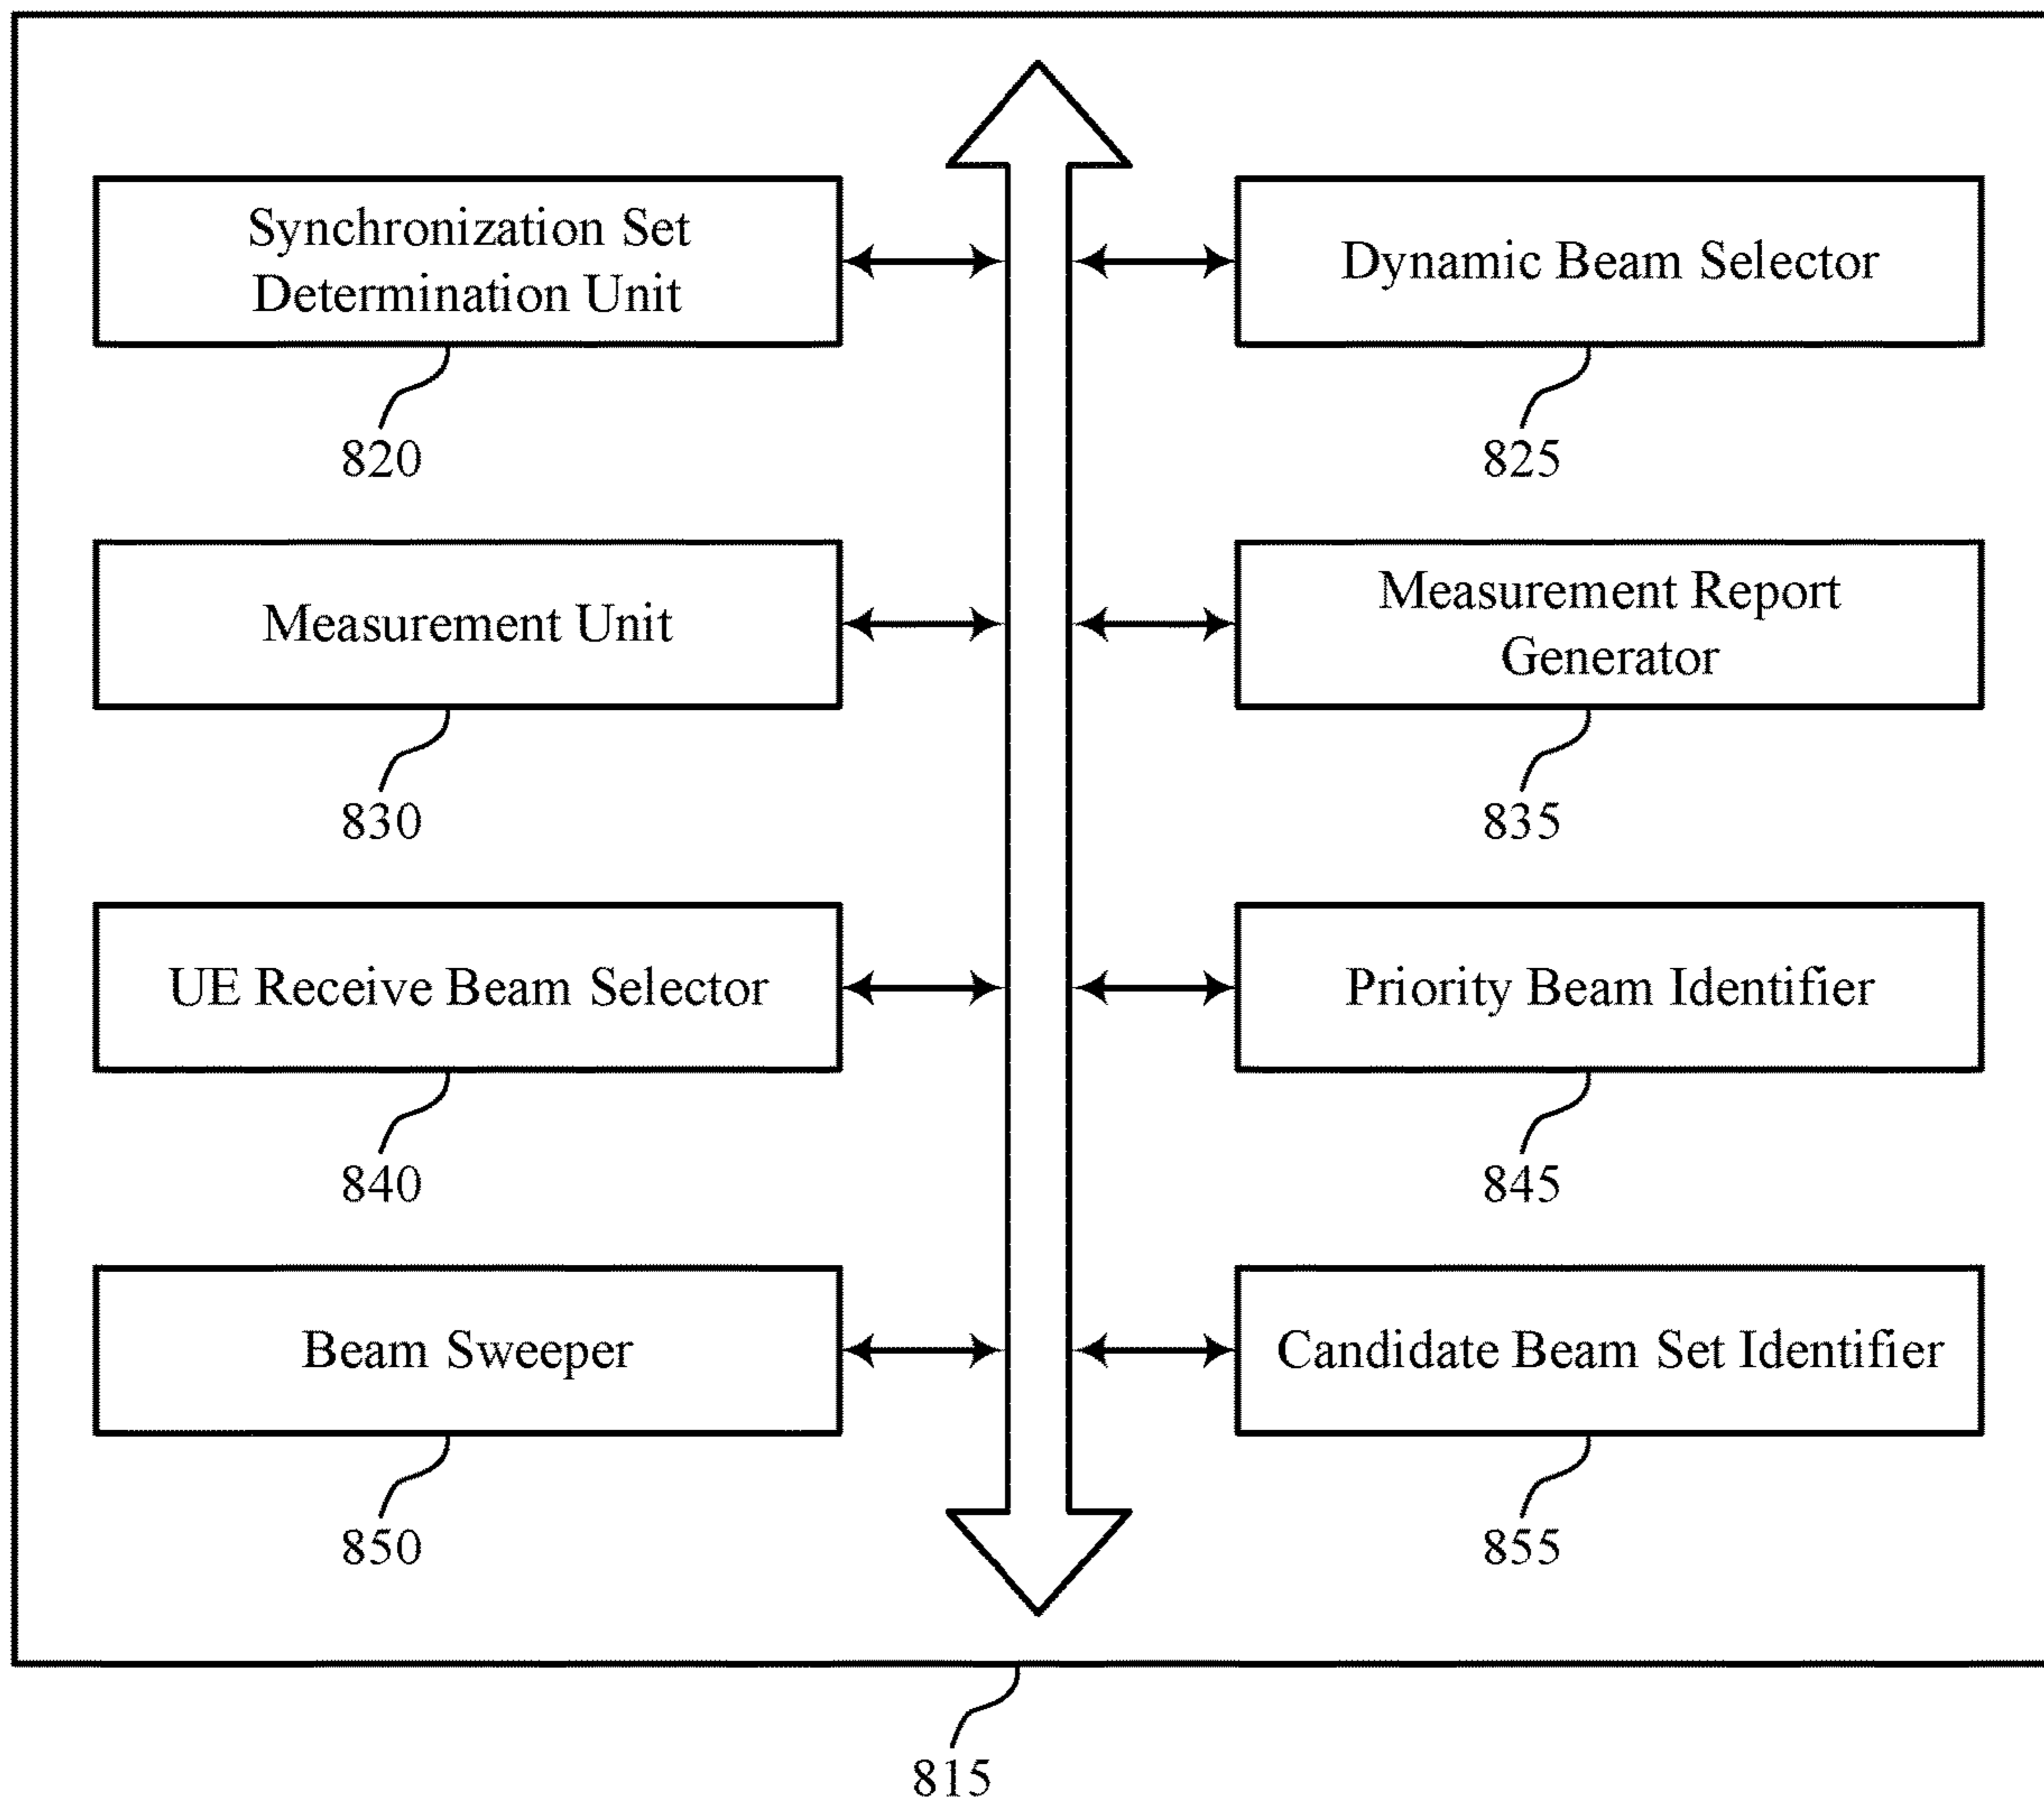 Synchronization Set
Determination Unit
820
Dynamic Beam Selector
825
Measurement Unit
830
Measurement Report
Generator
835
UE Receive Beam Selector
840
Priority Beam Identifier
845
Beam Sweeper
850
Candidate Beam Set Identifier
855
815